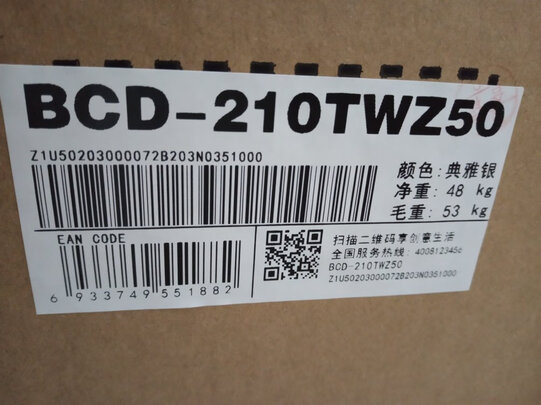 BCD-210TWZ50
Z1U50203000072B203N0351000
颜色：典雅银
净重：48 kg
毛重：53 kg
EAN CODE
6 933749 551882
扫描二维码享创意生活
全国服务热线：4008123456
BCD-210TWZ50
Z1U50203000072B203N0351000